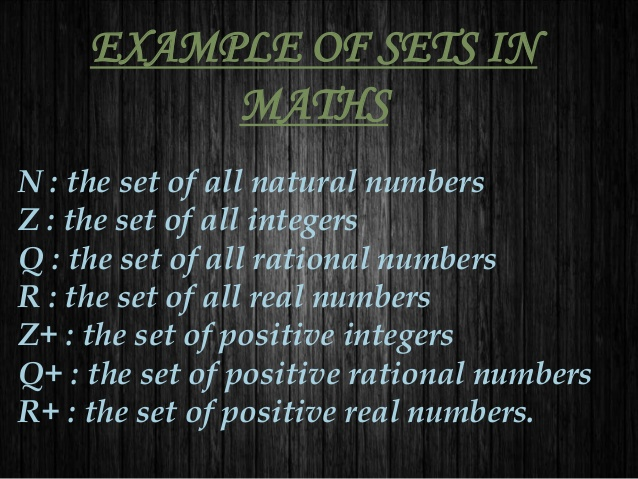 EXAMPLE OF SETS IN
MATHS
N : the set of all natural numbers
Z : the set of all integers
Q : the set of all rational numbers
R : the set of all real numbers
Z+ : the set of positive integers
Q+ : the set of positive rational numbers
R+ : the set of positive real numbers.